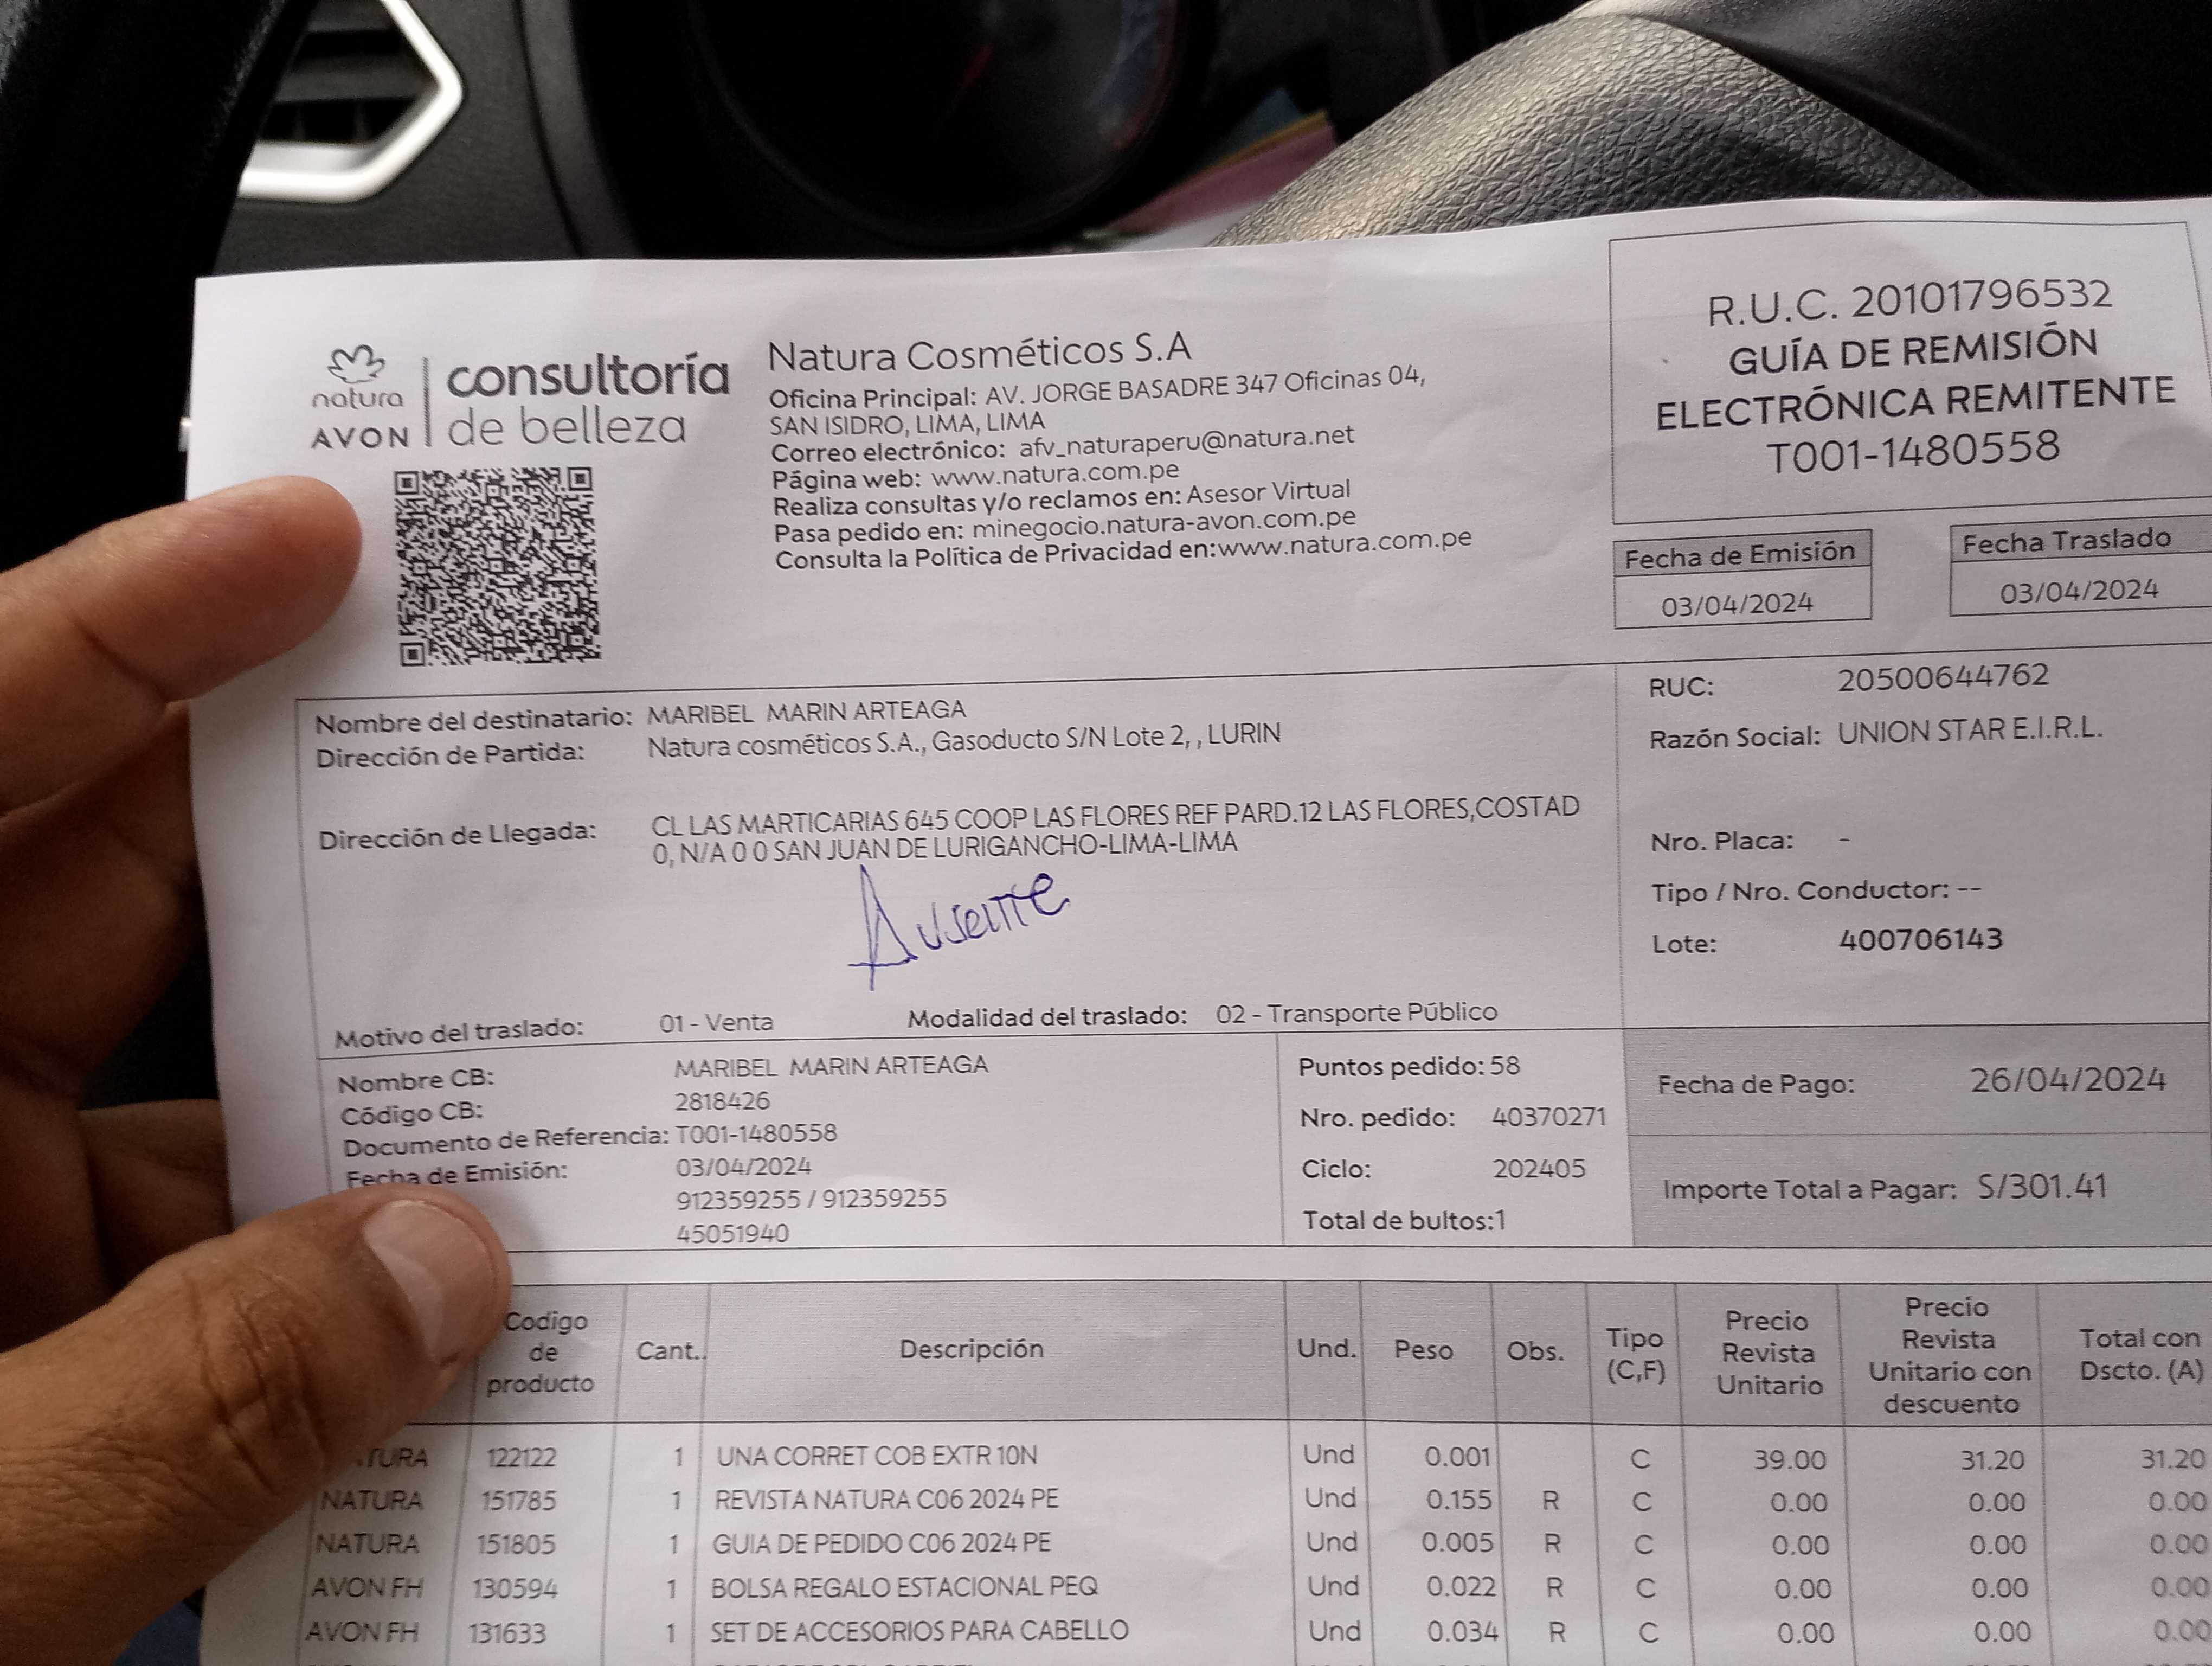 natura
AVON
consultoría
de belleza
Natura Cosméticos S.A
Oficina Principal: AV. JORGE BASADRE 347 Oficinas 04,
SAN ISIDRO, LIMA, LIMA
Correo electrónico: afv_naturaperu@natura.net
Página web: www.natura.com.pe
Realiza consultas y/o reclamos en: Asesor Virtual
Pasa pedido en: minegocio.natura-avon.com.pe
Consulta la Política de Privacidad en:www.natura.com.pe
R.U.C. 20101796532
GUÍA DE REMISIÓN
ELECTRÓNICA REMITENTE
T001-1480558
Fecha de Emisión
03/04/2024
Fecha Traslado
03/04/2024
Nombre del destinatario: MARIBEL MARIN ARTEAGA
Dirección de Partida: Natura cosméticos S.A., Gasoducto S/N Lote 2, , LURIN
Dirección de Llegada: CL LAS MARTICARIAS 645 COOP LAS FLORES REF PARD.12 LAS FLORES,COSTAD
O, N/A 0 0 SAN JUAN DE LURIGANCHO-LIMA-LIMA
Ausente
Motivo del traslado: 01 - Venta Modalidad del traslado: 02 - Transporte Público
RUC: 20500644762
Razón Social: UNION STAR E.I.R.L.
Nro. Placa: -
Tipo / Nro. Conductor: --
Lote: 400706143
Nombre CB: MARIBEL MARIN ARTEAGA
Código CB: 2818426
Documento de Referencia: T001-1480558
Fecha de Emisión: 03/04/2024
912359255 / 912359255
45051940
Puntos pedido: 58
Nro. pedido: 40370271
Ciclo: 202405
Total de bultos:1
Fecha de Pago: 26/04/2024
Importe Total a Pagar: S/301.41
Codigo de producto Cant. Descripción Und. Peso Obs. Tipo (C,F) Precio Revista Unitario Precio Revista Unitario con descuento Total con Dscto. (A)
TURA 122122 1 UNA CORRET COB EXTR 10N Und 0.001 C 39.00 31.20 31.20
NATURA 151785 1 REVISTA NATURA C06 2024 PE Und 0.155 R C 0.00 0.00 0.00
NATURA 151805 1 GUIA DE PEDIDO C06 2024 PE Und 0.005 R C 0.00 0.00 0.00
AVON FH 130594 1 BOLSA REGALO ESTACIONAL PEQ Und 0.022 R C 0.00 0.00 0.00
AVON FH 131633 1 SET DE ACCESORIOS PARA CABELLO Und 0.034 R C 0.00 0.00 0.00